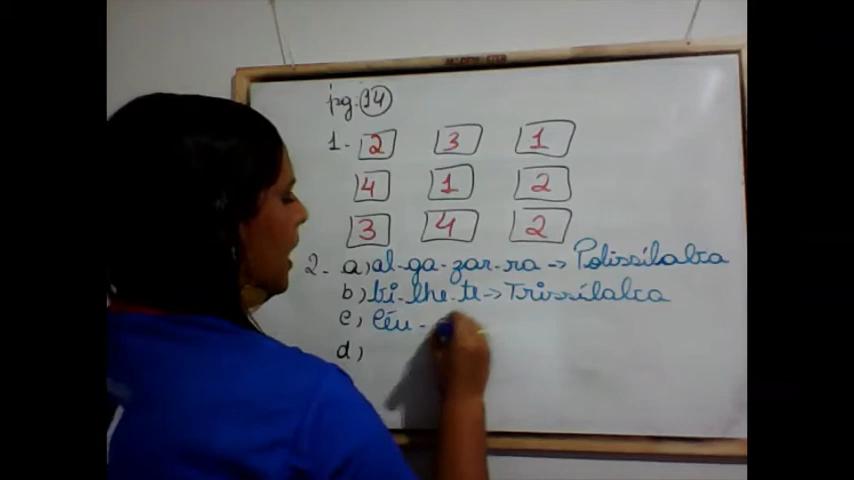 pg: 14
1- 2 3 1
4 1 2
3 4 2
2- a) al-ga-zar-ra -> Polissílaba
b) bi-lhe-te -> Trissílaba
c) Céu -
d)